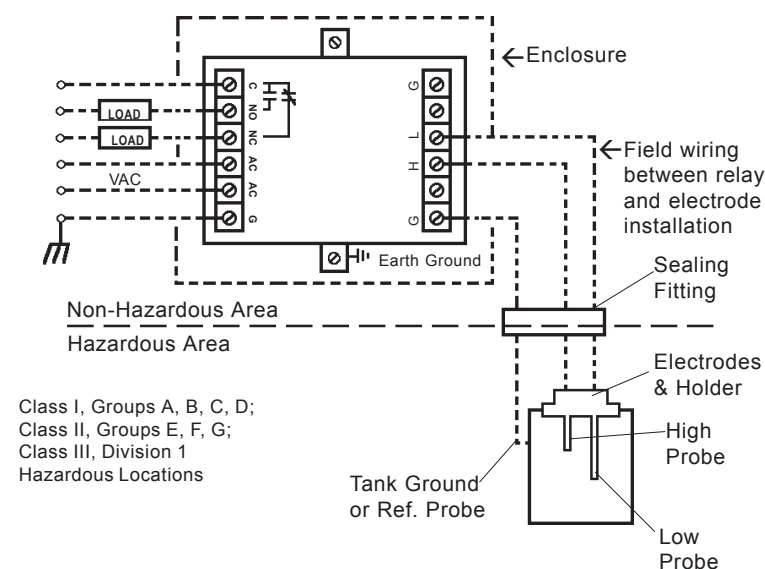 Enclosure
C
NO
NC
AC
AC
G
G
L
H
G
LOAD
LOAD
VAC
Earth Ground
Field wiring
between relay
and electrode
installation
Sealing
Fitting
Non-Hazardous Area
Hazardous Area
Electrodes
& Holder
Class I, Groups A, B, C, D;
Class II, Groups E, F, G;
Class III, Division 1
Hazardous Locations
High
Probe
Tank Ground
or Ref. Probe
Low
Probe